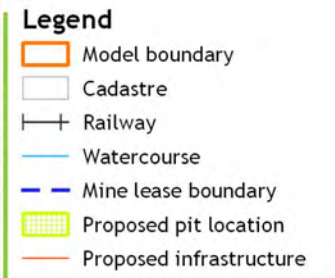 Legend
Model boundary
Cadastre
Railway
Watercourse
Mine lease boundary
Proposed pit location
Proposed infrastructure